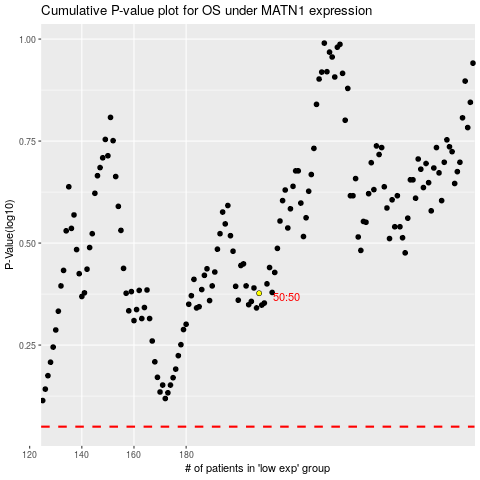 Cumulative P-value plot for OS under MATN1 expression
P-Value(log10)
1.00
0.75
0.50
0.25
50:50
120 140 160 180
# of patients in 'low exp' group